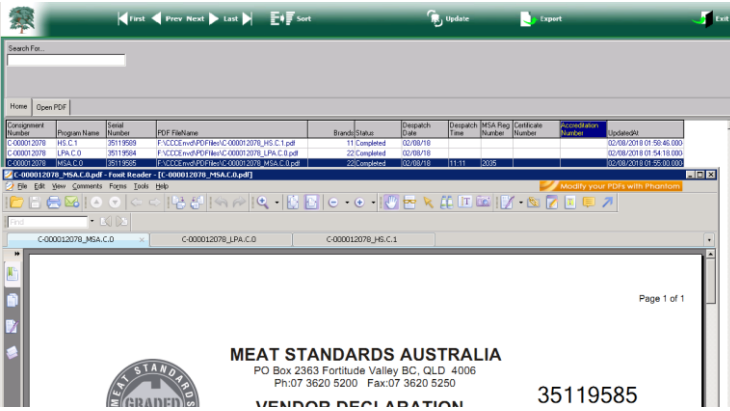 First Prev Next Last Sort Update Export Exit
Search For...
Home Open PDF
Consignment Number Program Name Serial Number PDF FileName Brands Status Despatch Date Despatch Time MSA Reg Number Certificate Number Accreditation Number UpdatedAt
C-000012078 HS.C.1 35119589 F:\CCCEnvd\PDFfiles\C-000012078_HS.C.1.pdf 11 Completed 02/08/18 02/08/2018 01:58:46.000
C-000012078 LPA.C.0 35119584 F:\CCCEnvd\PDFfiles\C-000012078_LPA.C.0.pdf 22 Completed 02/08/18 02/08/2018 01:54:18.000
C-000012078 MSA.C.0 35119585 F:\CCCEnvd\PDFfiles\C-000012078_MSA.C.0.pdf 22 Completed 02/08/18 11:11 2035 02/08/2018 01:55:00.000
C-000012078_MSA.C.0.pdf - Foxit Reader - [C-000012078_MSA.C.0.pdf]
File Edit View Comments Forms Tools Help Modify your PDFs with Phantom
Find
C-000012078_MSA.C.0 C-000012078_LPA.C.0 C-000012078_HS.C.1
Page 1 of 1
MEAT STANDARDS AUSTRALIA
PO Box 2363 Fortitude Valley BC, QLD 4006
Ph:07 3620 5200 Fax:07 3620 5250
35119585
VENDOR DECLARATION
MEAT STANDARDS
GRADED